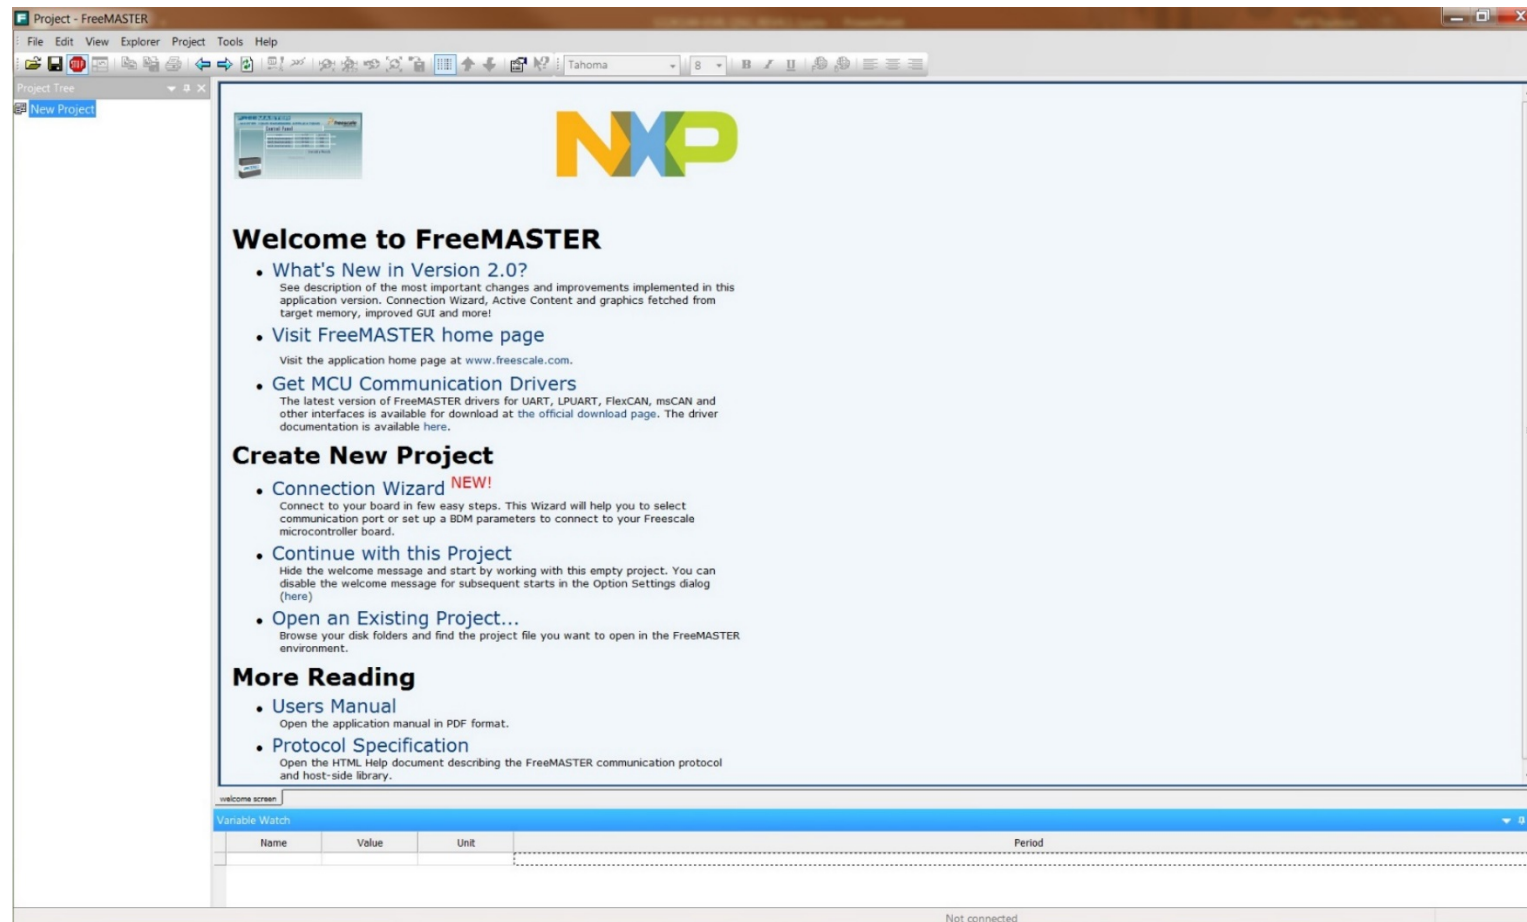 Project - FreeMASTER
File Edit View Explorer Project Tools Help
Tahoma 8 B I U
Project Tree
New Project
NXP
Welcome to FreeMASTER
What's New in Version 2.0?
See description of the most important changes and improvements implemented in this
application version. Connection Wizard, Active Content and graphics fetched from
target memory, improved GUI and more!
Visit FreeMASTER home page
Visit the application home page at www.freescale.com.
Get MCU Communication Drivers
The latest version of FreeMASTER drivers for UART, LPUART, FlexCAN, msCAN and
other interfaces is available for download at the official download page. The driver
documentation is available here.
Create New Project
Connection Wizard NEW!
Connect to your board in few easy steps. This Wizard will help you to select
communication port or set up a BDM parameters to connect to your Freescale
microcontroller board.
Continue with this Project
Hide the welcome message and start by working with this empty project. You can
disable the welcome message for subsequent starts in the Option Settings dialog
(here)
Open an Existing Project...
Browse your disk folders and find the project file you want to open in the FreeMASTER
environment.
More Reading
Users Manual
Open the application manual in PDF format.
Protocol Specification
Open the HTML Help document describing the FreeMASTER communication protocol
and host-side library.
welcome screen
Variable Watch
Name Value Unit Period
Not connected